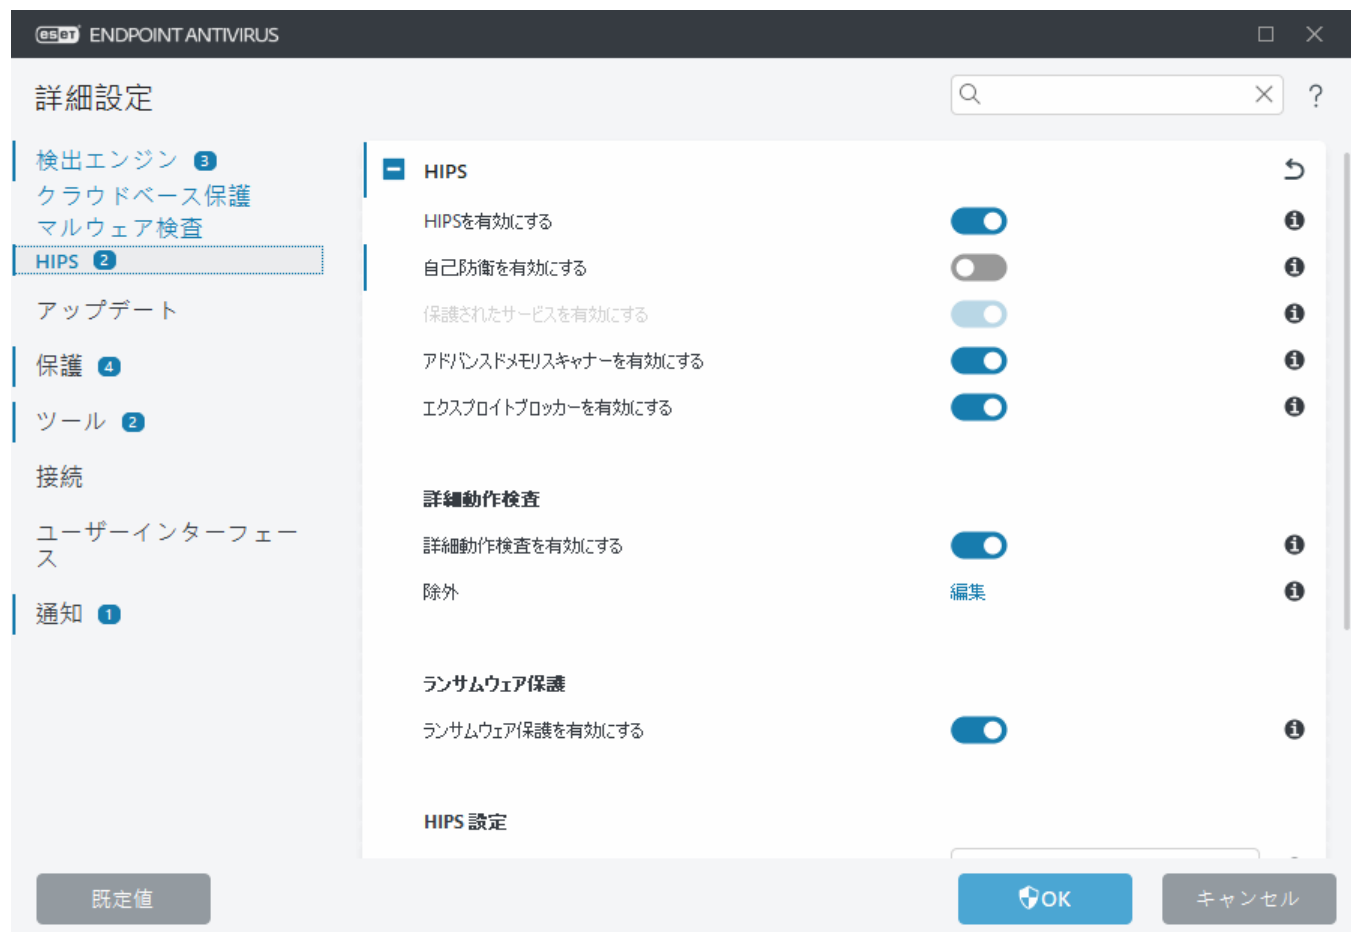 eset ENDPOINT ANTIVIRUS
詳細設定
?
検出エンジン 3
クラウドベース保護
マルウェア検査
HIPS 2
アップデート
保護 4
ツール 2
接続
ユーザーインターフェー
ス
通知 1
HIPS
HIPSを有効にする
自己防衛を有効にする
保護されたサービスを有効にする
アドバンスドメモリスキャナーを有効にする
エクスプロイトブロッカーを有効にする
詳細動作検査
詳細動作検査を有効にする
除外 編集
ランサムウェア保護
ランサムウェア保護を有効にする
HIPS 設定
既定値
OK
キャンセル